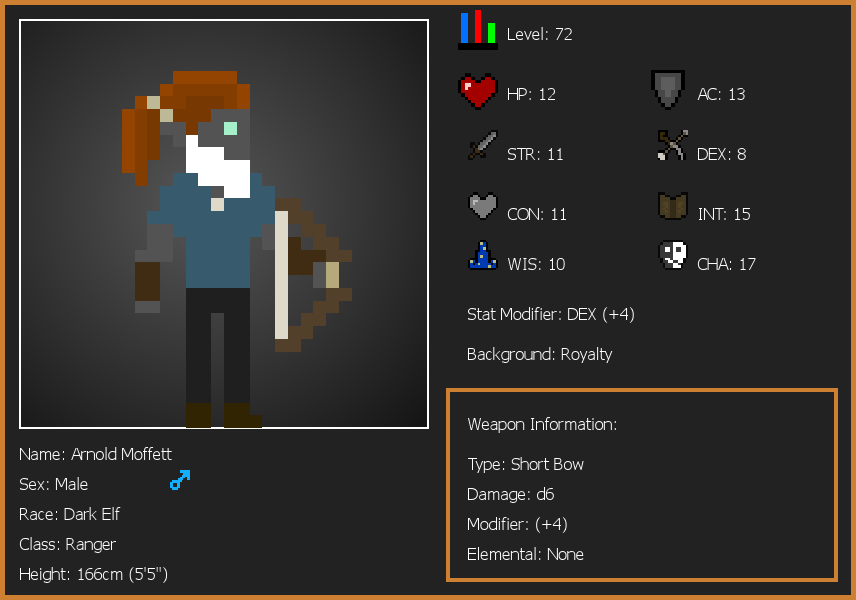 Level: 72
HP: 12
AC: 13
STR: 11
DEX: 8
CON: 11
INT: 15
WIS: 10
CHA: 17
Stat Modifier: DEX (+4)
Background: Royalty
Weapon Information:
Type: Short Bow
Damage: d6
Modifier: (+4)
Elemental: None
Name: Arnold Moffett
Sex: Male
Race: Dark Elf
Class: Ranger
Height: 166cm (5'5")